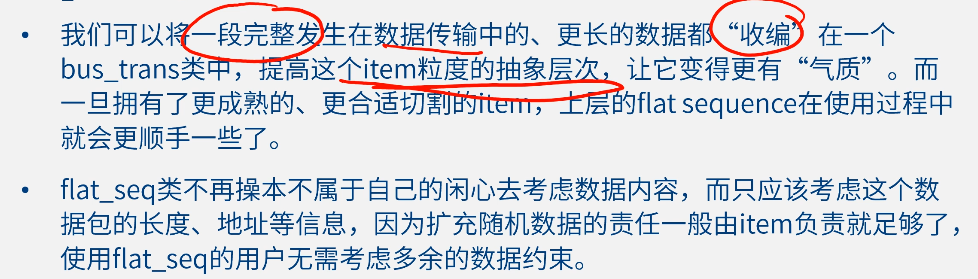 • 我们可以将一段完整发生在数据传输中的、更长的数据都“收编”在一个
bus_trans类中，提高这个item粒度的抽象层次，让它变得更有“气质”。而
一旦拥有了更成熟的、更合适切割的item，上层的flat sequence在使用过程中
就会更顺手一些了。
• flat_seq类不再操本不属于自己的闲心去考虑数据内容，而只应该考虑这个数
据包的长度、地址等信息，因为扩充随机数据的责任一般由item负责就足够了，
使用flat_seq的用户无需考虑多余的数据约束。